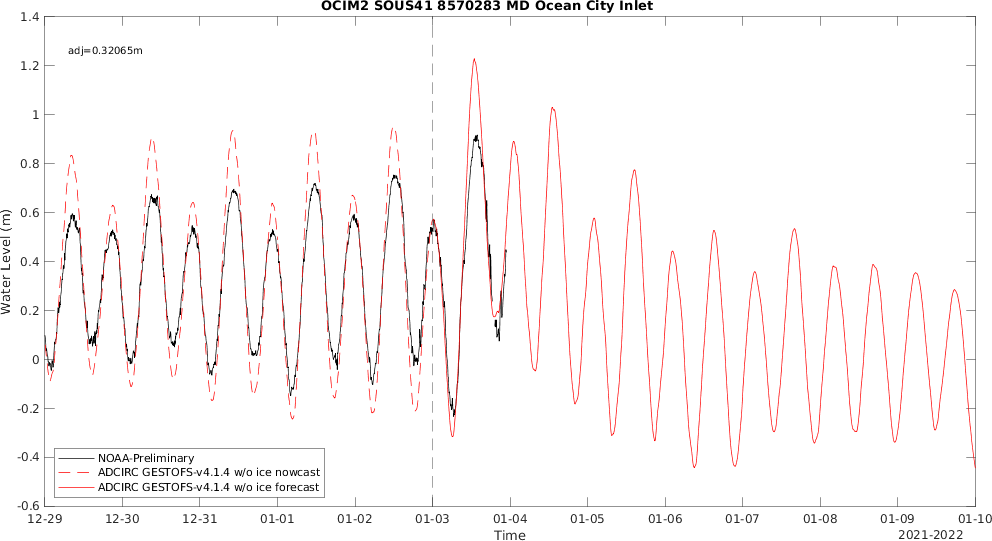 OCIM2 SOUS41 8570283 MD Ocean City Inlet
1.4
adj=0.32065m
1.2
1
0.8
0.6
0.4
0.2
0
-0.2
-0.4
-0.6
Water Level (m)
NOAA-Preliminary
ADCIRC GESTOFS-v4.1.4 w/o ice nowcast
ADCIRC GESTOFS-v4.1.4 w/o ice forecast
12-29 12-30 12-31 01-01 01-02 01-03 01-04 01-05 01-06 01-07 01-08 01-09 01-10
Time
2021-2022